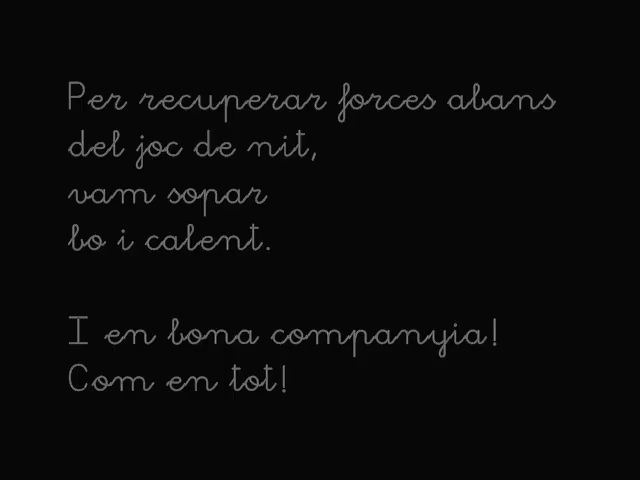 Per recuperar forces abans
del joc de nit,
vam sopar
bo i calent.
I en bona companyia!
Com en tot!